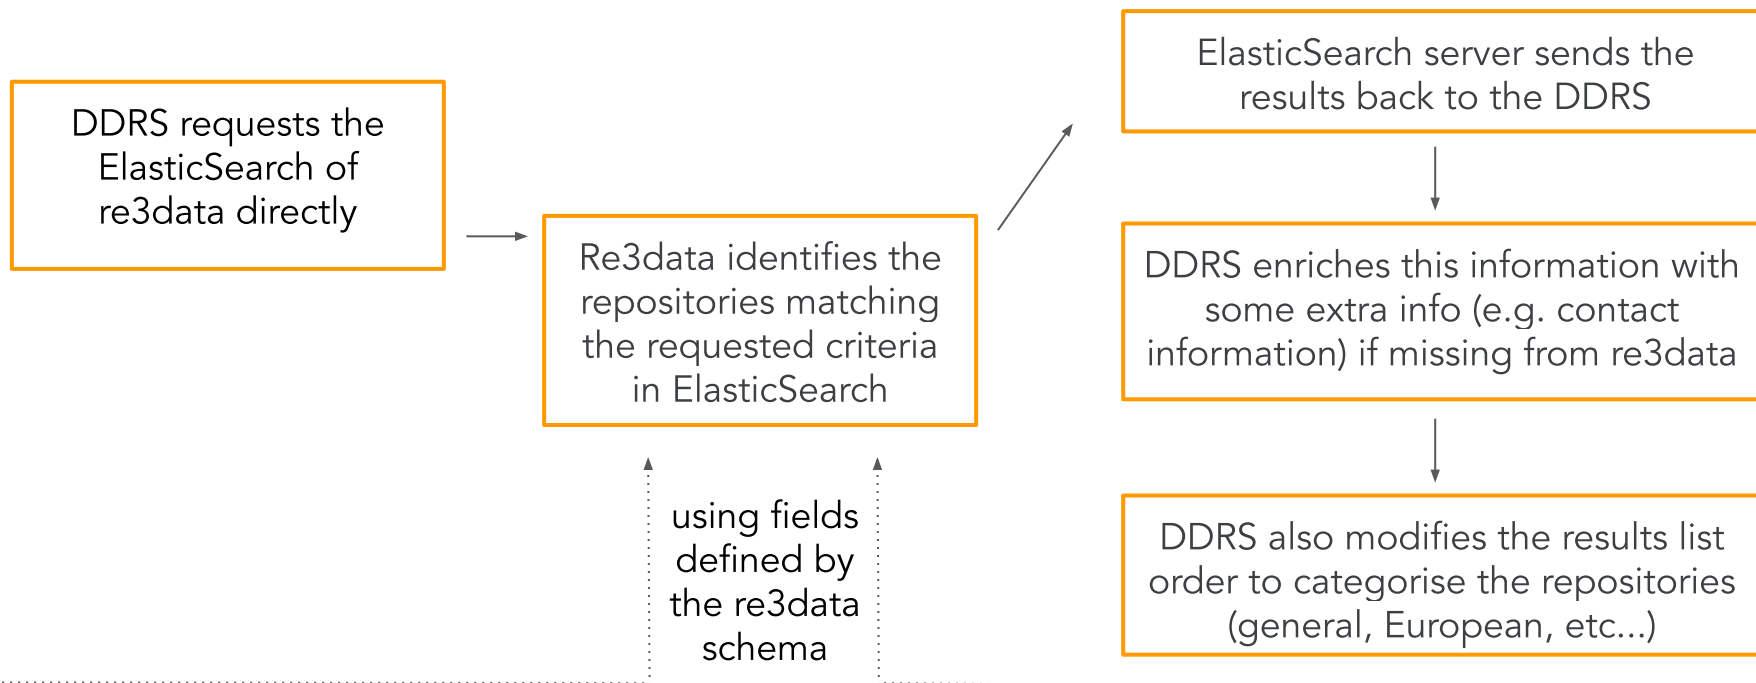 DDRS requests the
ElasticSearch of
re3data directly
Re3data identifies the
repositories matching
the requested criteria
in ElasticSearch
using fields
defined by
the re3data
schema
ElasticSearch server sends the
results back to the DDRS
DDRS enriches this information with
some extra info (e.g. contact
information) if missing from re3data
DDRS also modifies the results list
order to categorise the repositories
(general, European, etc...)